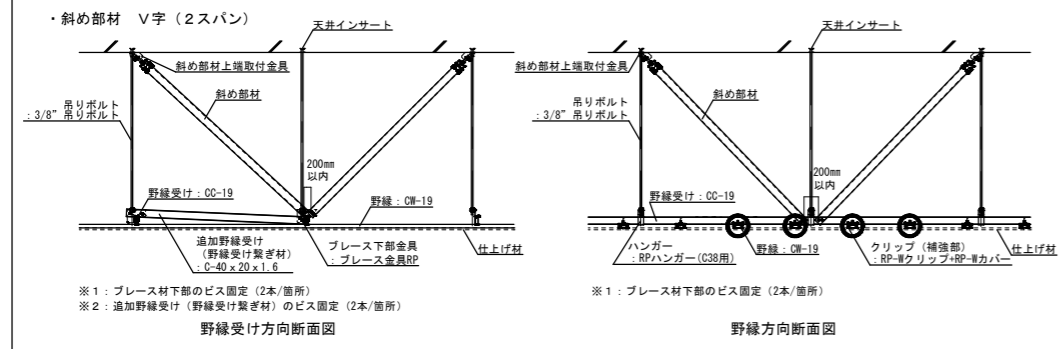 ・斜め部材　Ｖ字（２スパン）
天井インサート
斜め部材上端取付金具
斜め部材
吊りボルト
：3/8”吊りボルト
200mm
以内
野縁受け：CC-19
野縁：CW-19
追加野縁受け
（野縁受け繋ぎ材）
：C-40ｘ20ｘ1.6
ブレース下部金具
：ブレース金具RP
仕上げ材
※１：ブレース材下部のビス固定（2本/箇所）
※２：追加野縁受け（野縁受け繋ぎ材）のビス固定（2本/箇所）
野縁受け方向断面図
天井インサート
斜め部材上端取付金具
斜め部材
吊りボルト
：3/8”吊りボルト
200mm
以内
野縁受け：CC-19
ハンガー
：RPハンガー(C38用)
野縁：CW-19
クリップ（補強部）
：RP-Wクリップ+RP-Wカバー
仕上げ材
※１：ブレース材下部のビス固定（2本/箇所）
野縁方向断面図